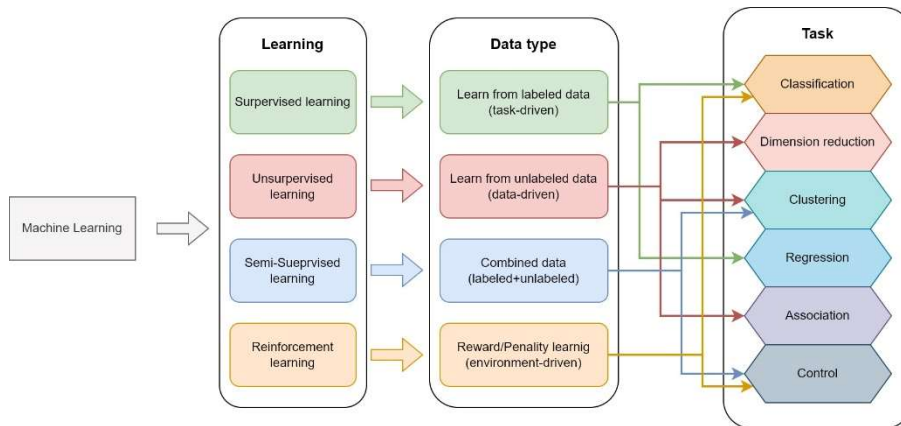 Machine Learning
Learning
Surpervised learning
Unsurpervised
learning
Semi-Sueprvised
learning
Reinforcement
learning
Data type
Learn from labeled data
(task-driven)
Learn from unlabeled data
(data-driven)
Combined data
(labeled+unlabeled)
Reward/Penality learnig
(environment-driven)
Task
Classification
Dimension reduction
Clustering
Regression
Association
Control